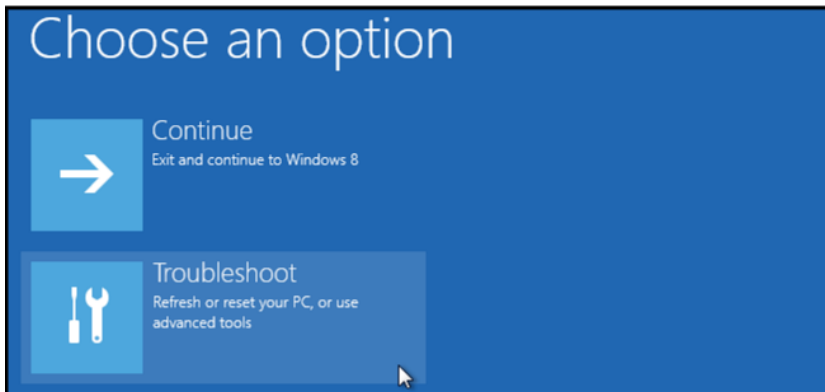 Choose an option
Continue
Exit and continue to Windows 8
Troubleshoot
Refresh or reset your PC, or use
advanced tools